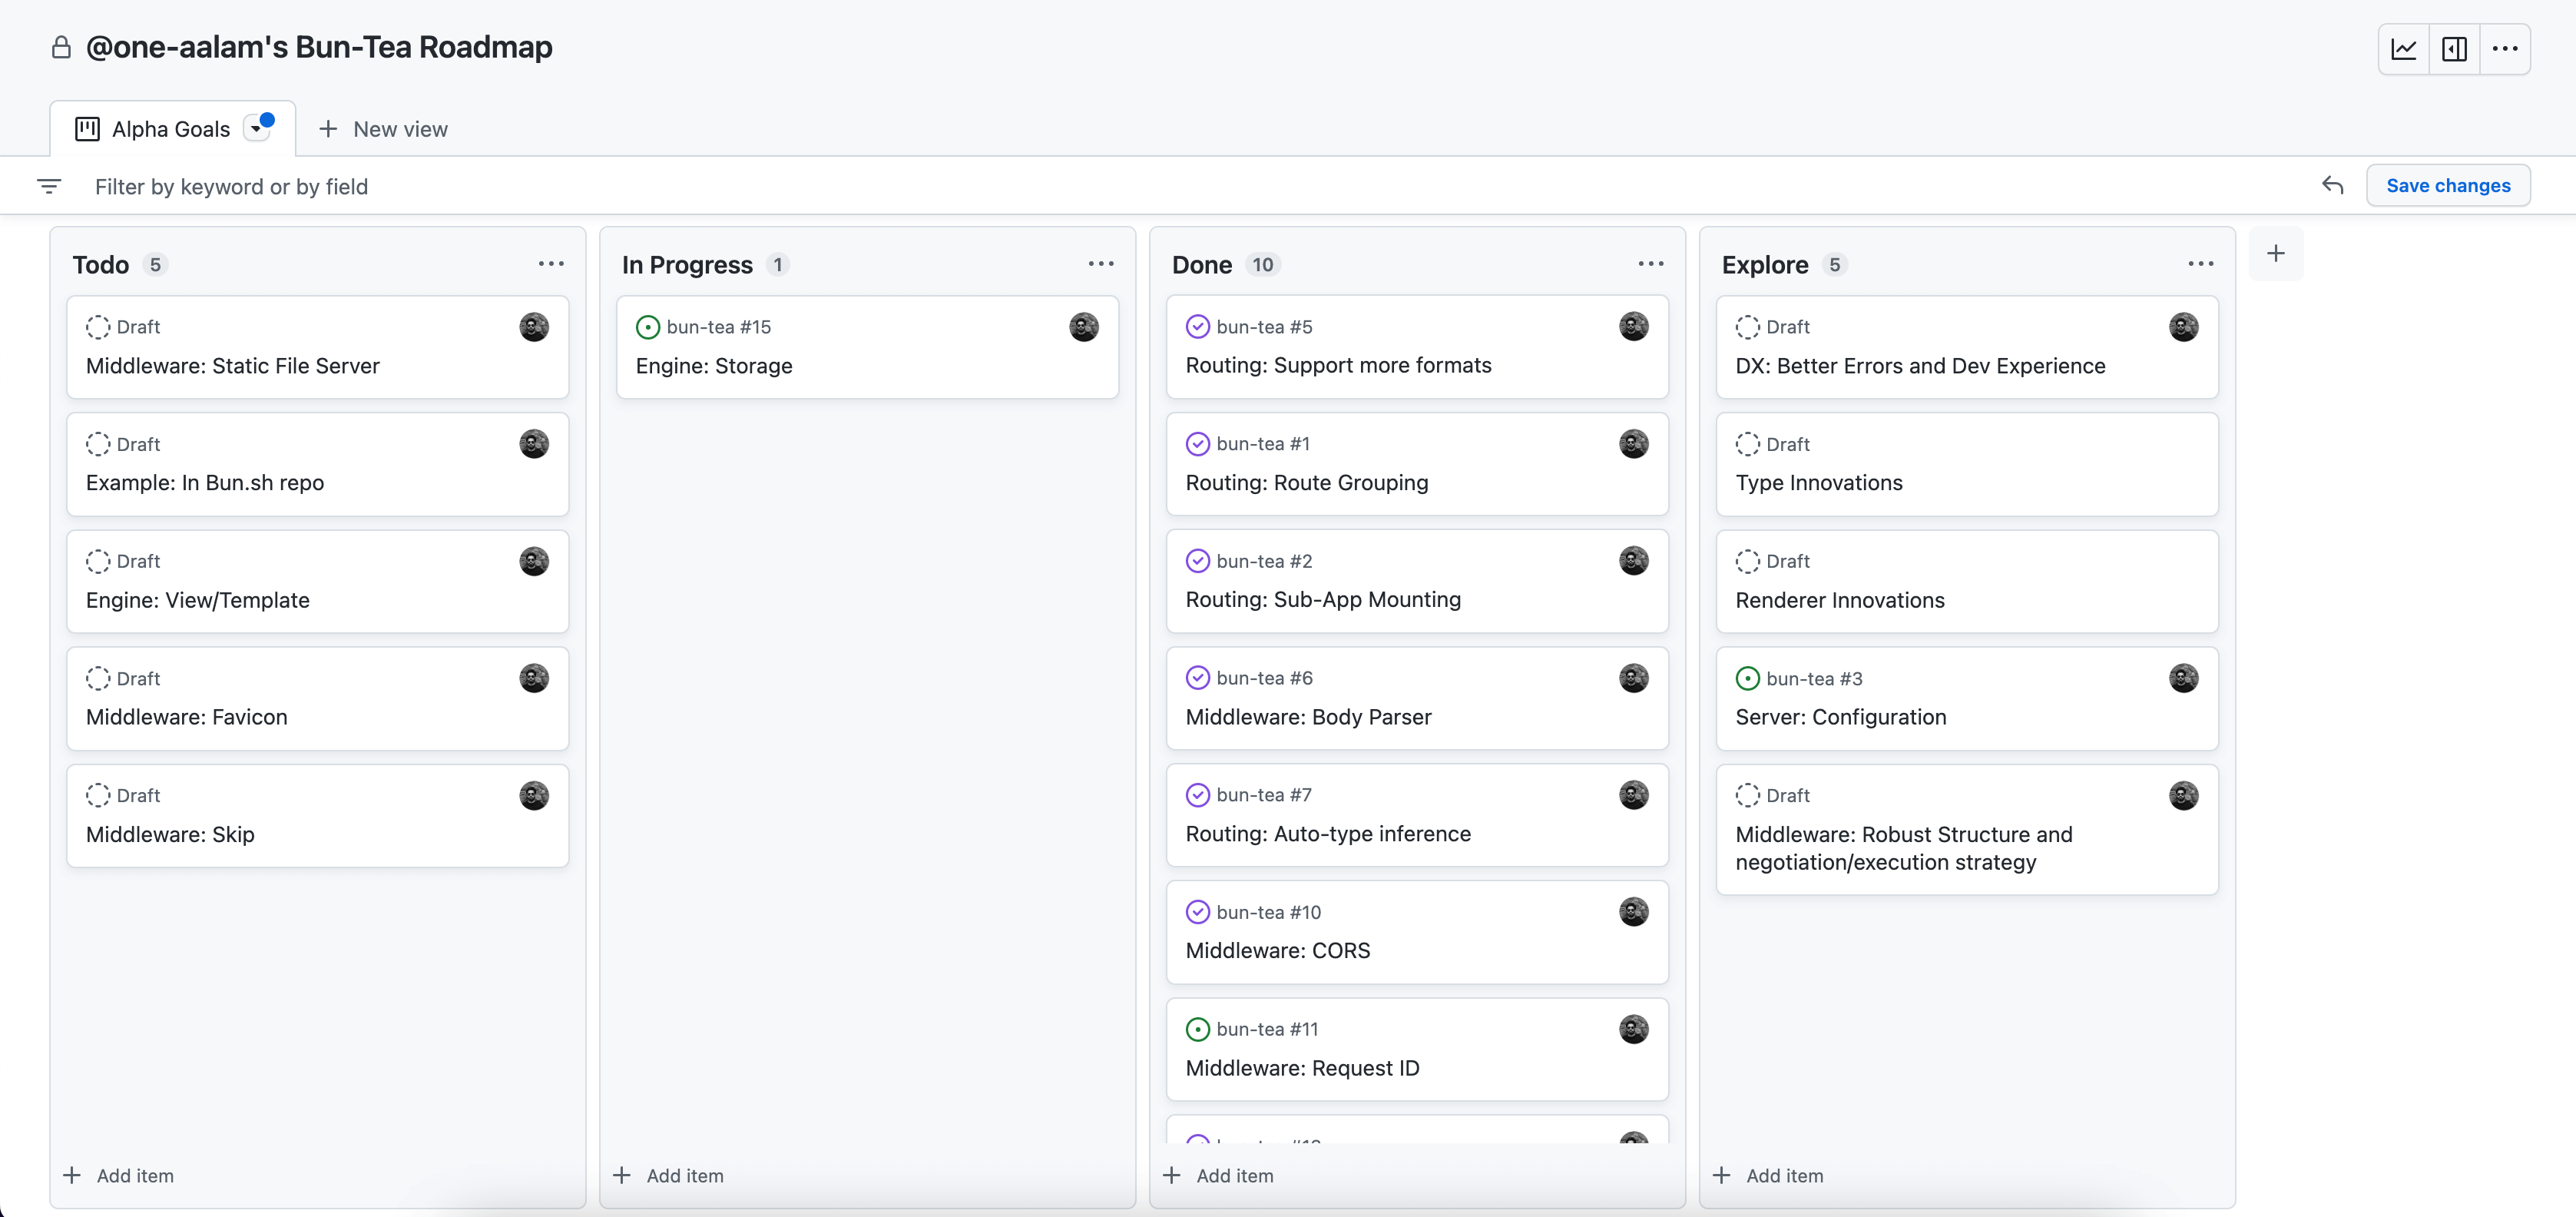 @one-aalam's Bun-Tea Roadmap
Alpha Goals
New view
Filter by keyword or by field
Save changes
Todo 5
Draft
Middleware: Static File Server
Draft
Example: In Bun.sh repo
Draft
Engine: View/Template
Draft
Middleware: Favicon
Draft
Middleware: Skip
Add item
In Progress 1
bun-tea #15
Engine: Storage
Add item
Done 10
bun-tea #5
Routing: Support more formats
bun-tea #1
Routing: Route Grouping
bun-tea #2
Routing: Sub-App Mounting
bun-tea #6
Middleware: Body Parser
bun-tea #7
Routing: Auto-type inference
bun-tea #10
Middleware: CORS
bun-tea #11
Middleware: Request ID
Add item
Explore 5
Draft
DX: Better Errors and Dev Experience
Draft
Type Innovations
Draft
Renderer Innovations
bun-tea #3
Server: Configuration
Draft
Middleware: Robust Structure and
negotiation/execution strategy
Add item